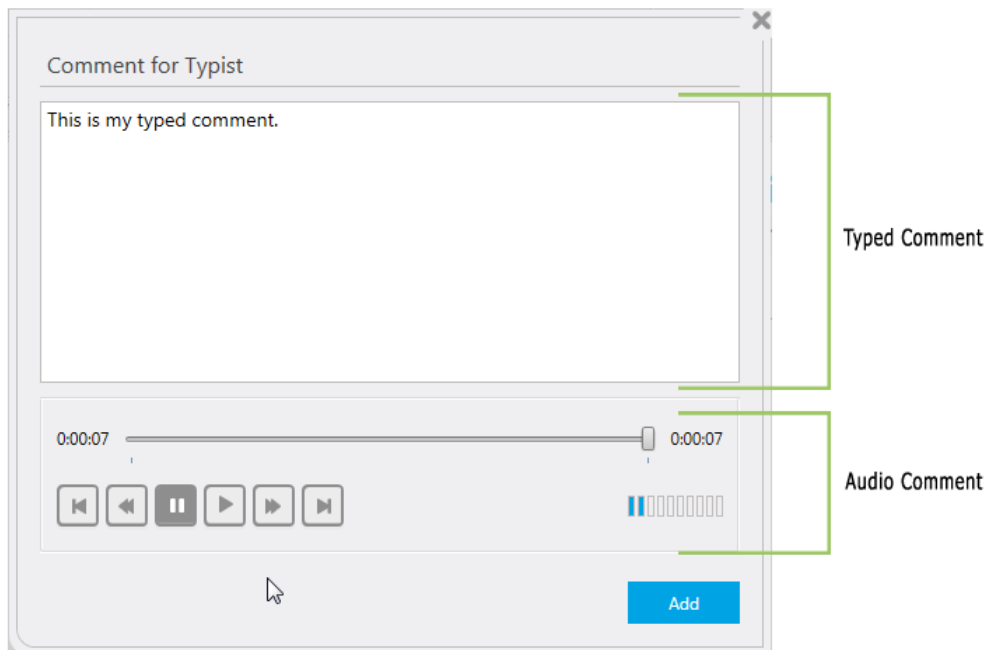 Comment for Typist
This is my typed comment.
Typed Comment
0:00:07
0:00:07
Audio Comment
Add